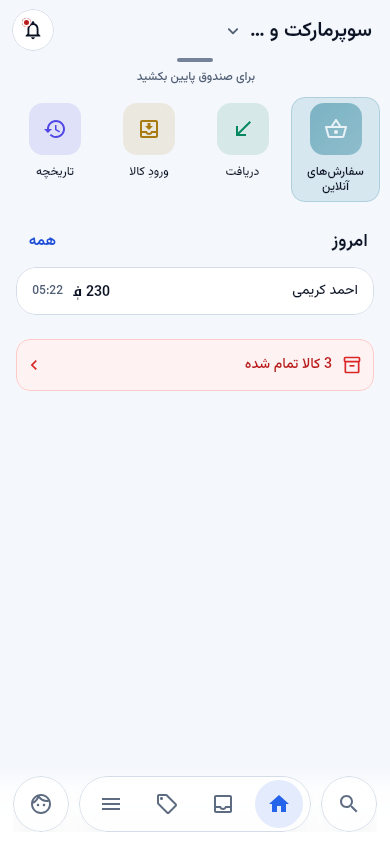 سوپرمارکت و ...
برای صندوق پایین بکشید
سفارش‌های آنلاین
دریافت
ورودِ کالا
تاریخچه
امروز
همه
احمد کریمی
230 ؋
05:22
3 کالا تمام شده